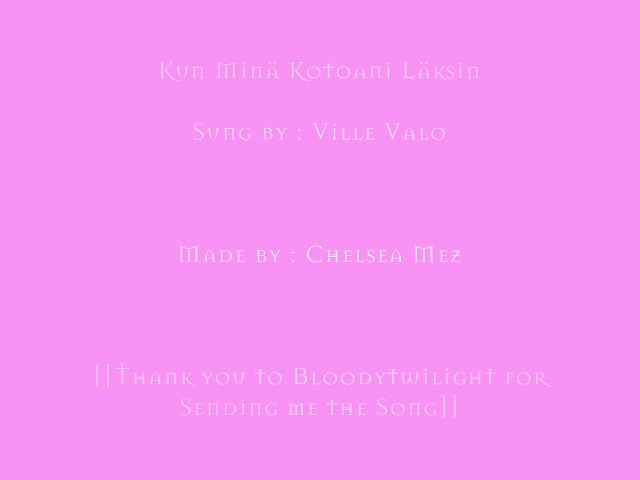 Kun Minä Kotoani Läksin
Sung by : Ville Valo
Made by : Chelsea Mez
[[Thank you to Bloodytwilight for
Sending me the Song]]